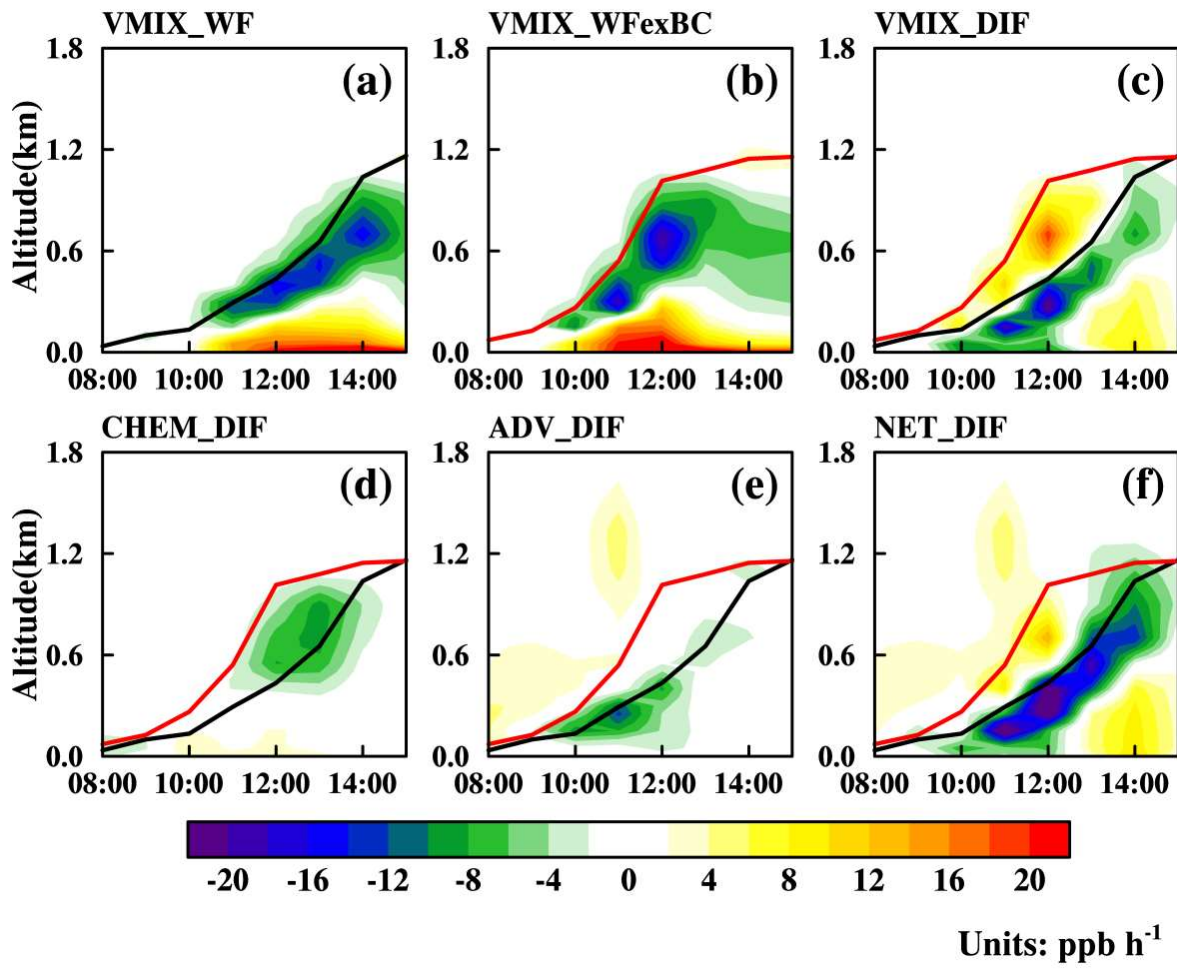 VMIX_WF VMIX_WFexBC VMIX_DIF
(a) (b) (c)
Altitude(km)
1.8 1.8 1.8
1.2 1.2 1.2
0.6 0.6 0.6
0.0 0.0 0.0
08:00 10:00 12:00 14:00 08:00 10:00 12:00 14:00 08:00 10:00 12:00 14:00
CHEM_DIF ADV_DIF NET_DIF
(d) (e) (f)
Altitude(km)
1.8 1.8 1.8
1.2 1.2 1.2
0.6 0.6 0.6
0.0 0.0 0.0
08:00 10:00 12:00 14:00 08:00 10:00 12:00 14:00 08:00 10:00 12:00 14:00
-20 -16 -12 -8 -4 0 4 8 12 16 20
Units: ppb h⁻¹